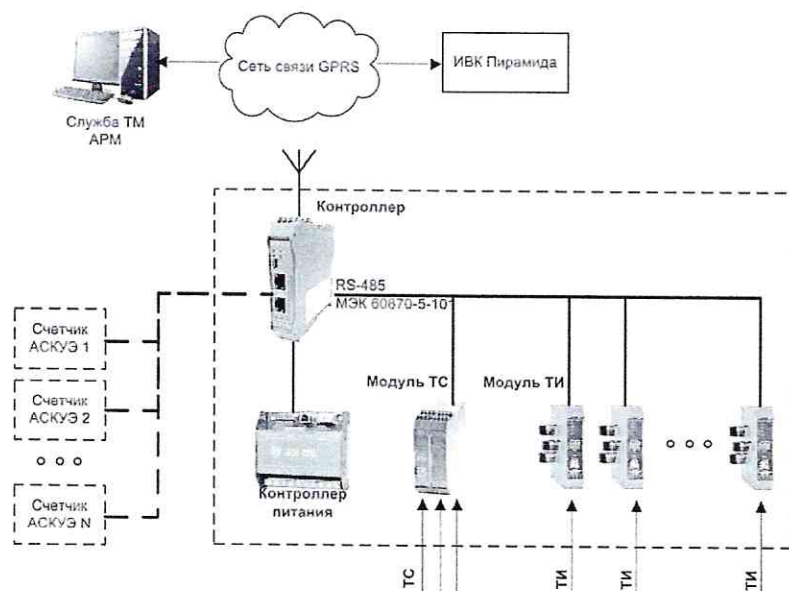 Сеть связи GPRS
ИВК Пирамида
Служба ТМ
АРМ
Контроллер
RS-485
МЭК 60870-5-10
Счетчик
АСКУЭ 1
Счетчик
АСКУЭ 2
Счетчик
АСКУЭ N
Модуль ТС
Модуль ТИ
Контроллер
питания
ТС
ТИ
ТИ
ТИ